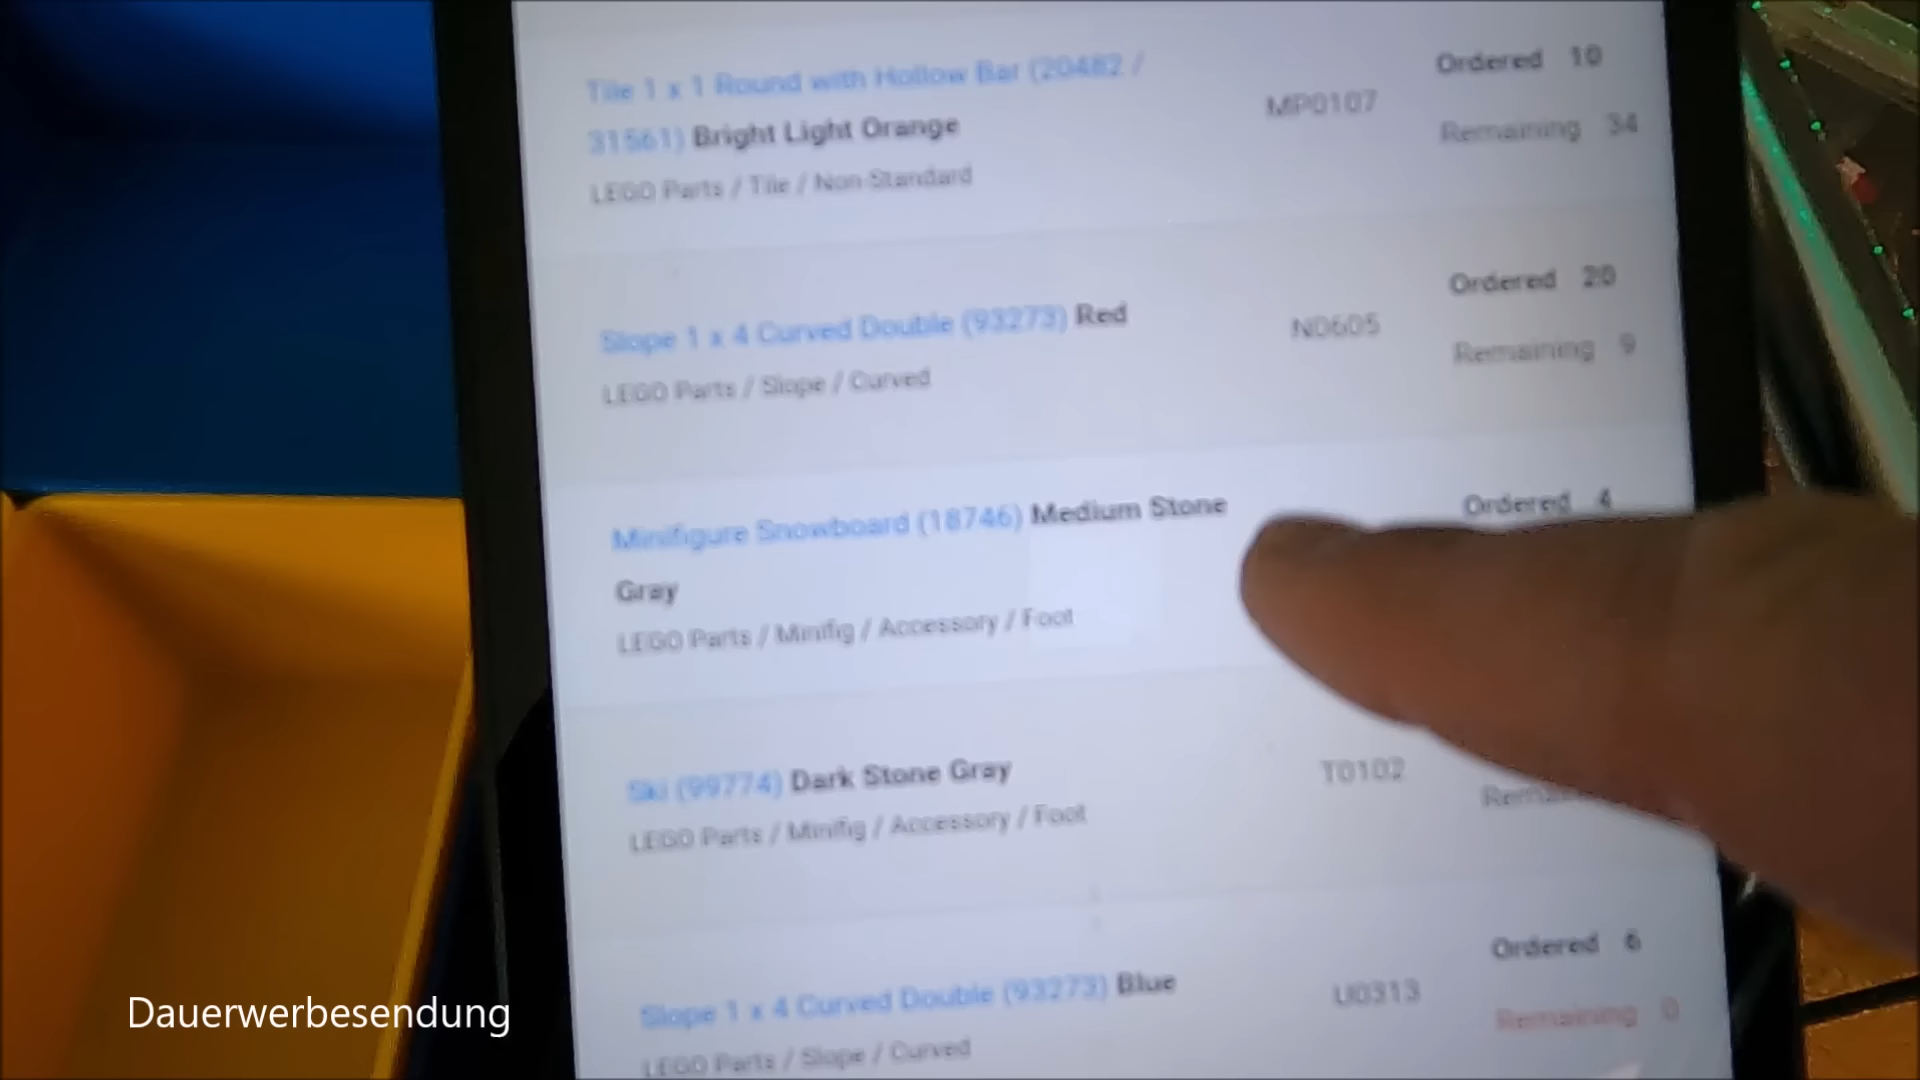 Tile 1 x 1 Round with Hollow Bar (20482 /
31561) Bright Light Orange
LEGO Parts / Tile / Non-Standard
MP0107
Ordered 10
Remaining 34
Slope 1 x 4 Curved Double (93273) Red
LEGO Parts / Slope / Curved
N0605
Ordered 20
Remaining 9
Minifigure Snowboard (18746) Medium Stone
Gray
LEGO Parts / Minifig / Accessory / Foot
Ordered 4
Ski (99774) Dark Stone Gray
LEGO Parts / Minifig / Accessory / Foot
T0102
Slope 1 x 4 Curved Double (93273) Blue
LEGO Parts / Slope / Curved
U0313
Ordered 6
Remaining 0
Dauerwerbesendung